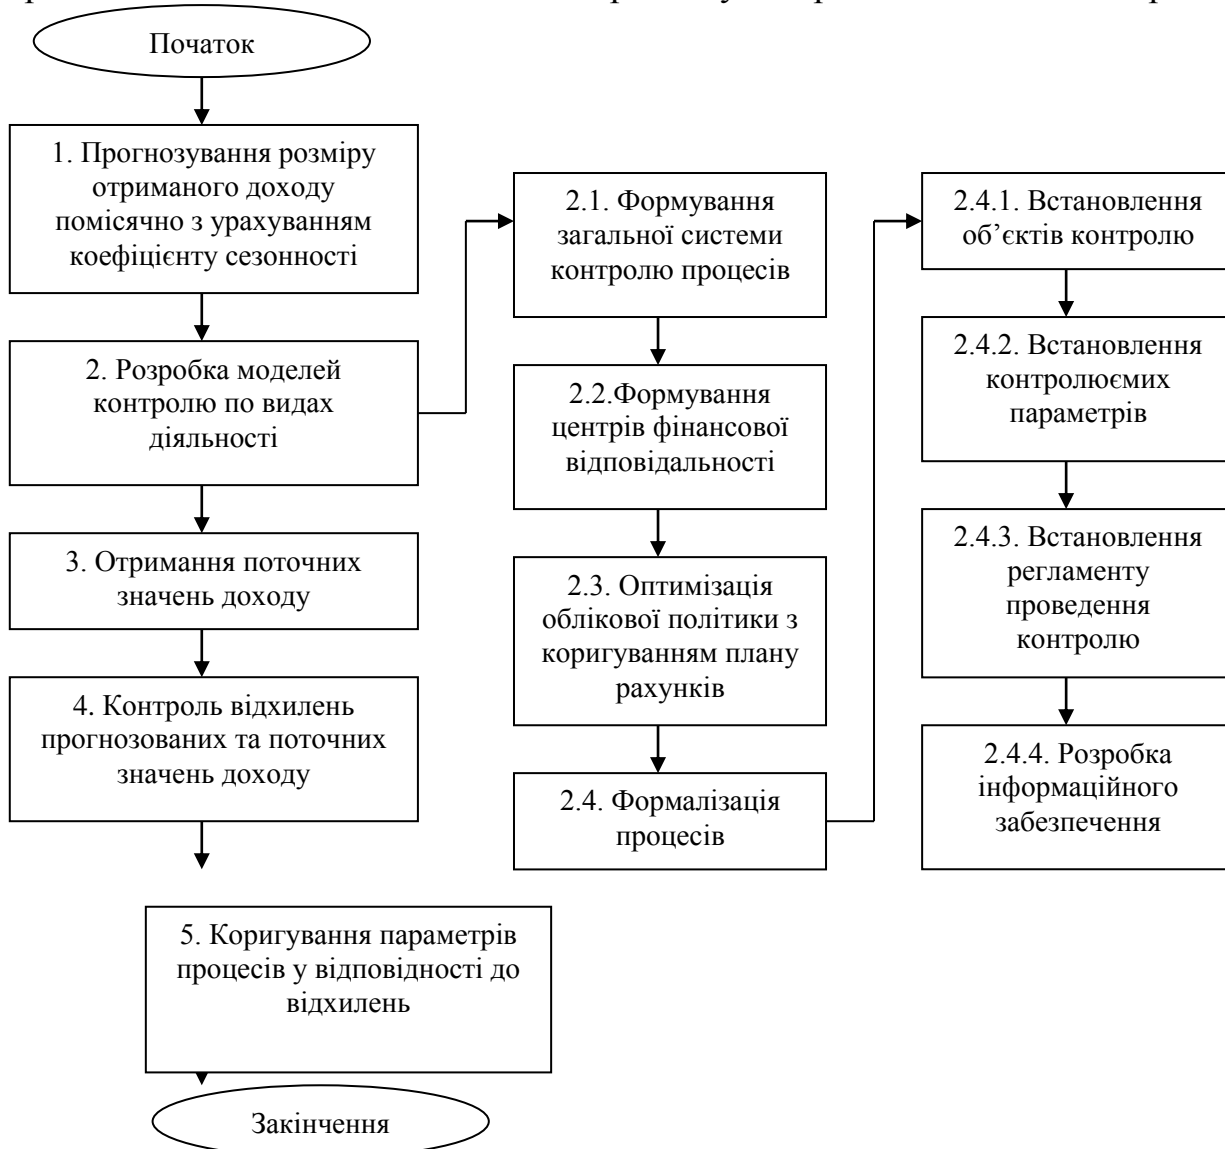 Початок
1. Прогнозування розміру
отриманого доходу
помісячно з урахуванням
коефіцієнту сезонності
2. Розробка моделей
контролю по видах
діяльності
3. Отримання поточних
значень доходу
4. Контроль відхилень
прогнозованих та поточних
значень доходу
5. Коригування параметрів
процесів у відповідності до
відхилень
Закінчення
2.1. Формування
загальної системи
контролю процесів
2.2.Формування
центрів фінансової
відповідальності
2.3. Оптимізація
облікової політики з
коригуванням плану
рахунків
2.4. Формалізація
процесів
2.4.1. Встановлення
об’єктів контролю
2.4.2. Встановлення
контролюємих
параметрів
2.4.3. Встановлення
регламенту
проведення
контролю
2.4.4. Розробка
інформаційного
забезпечення